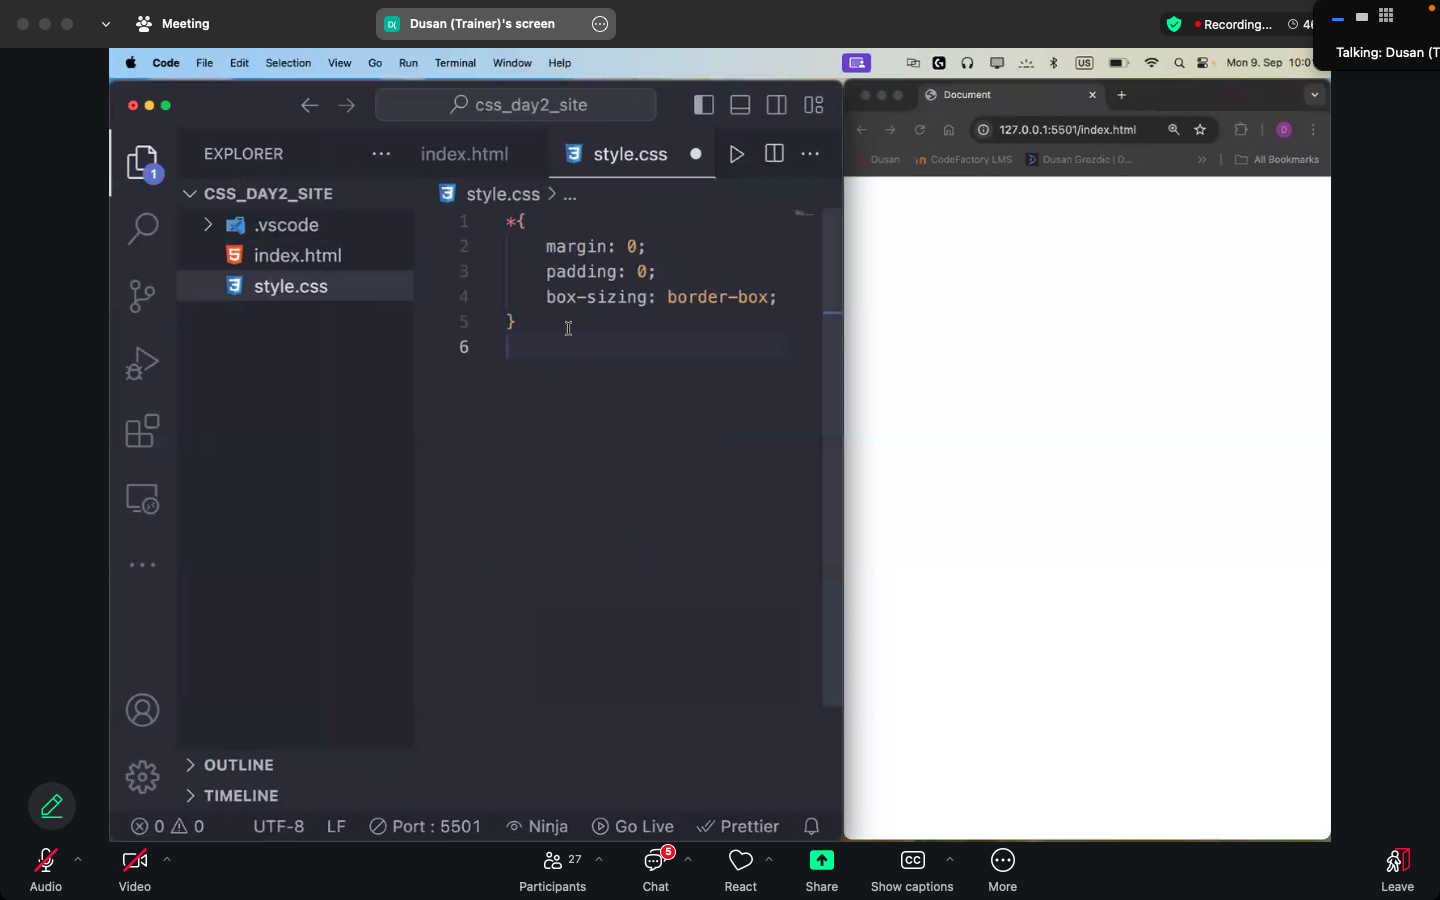 Meeting
D( Dusan (Trainer)'s screen
Recording...
Talking: Dusan (T
Code File Edit Selection View Go Run Terminal Window Help
US
Mon 9. Sep
css_day2_site
Document
127.0.0.1:5501/index.html
D
Dusan
CodeFactory LMS
Dusan Grozdic | D...
All Bookmarks
EXPLORER
index.html
style.css
1
CSS_DAY2_SITE
.vscode
index.html
style.css
style.css > ...
1 *{
2 margin: 0;
3 padding: 0;
4 box-sizing: border-box;
5 }
6
OUTLINE
TIMELINE
0 0 UTF-8 LF Port : 5501 Ninja Go Live Prettier
27
5
CC
Audio Video Participants Chat React Share Show captions More Leave